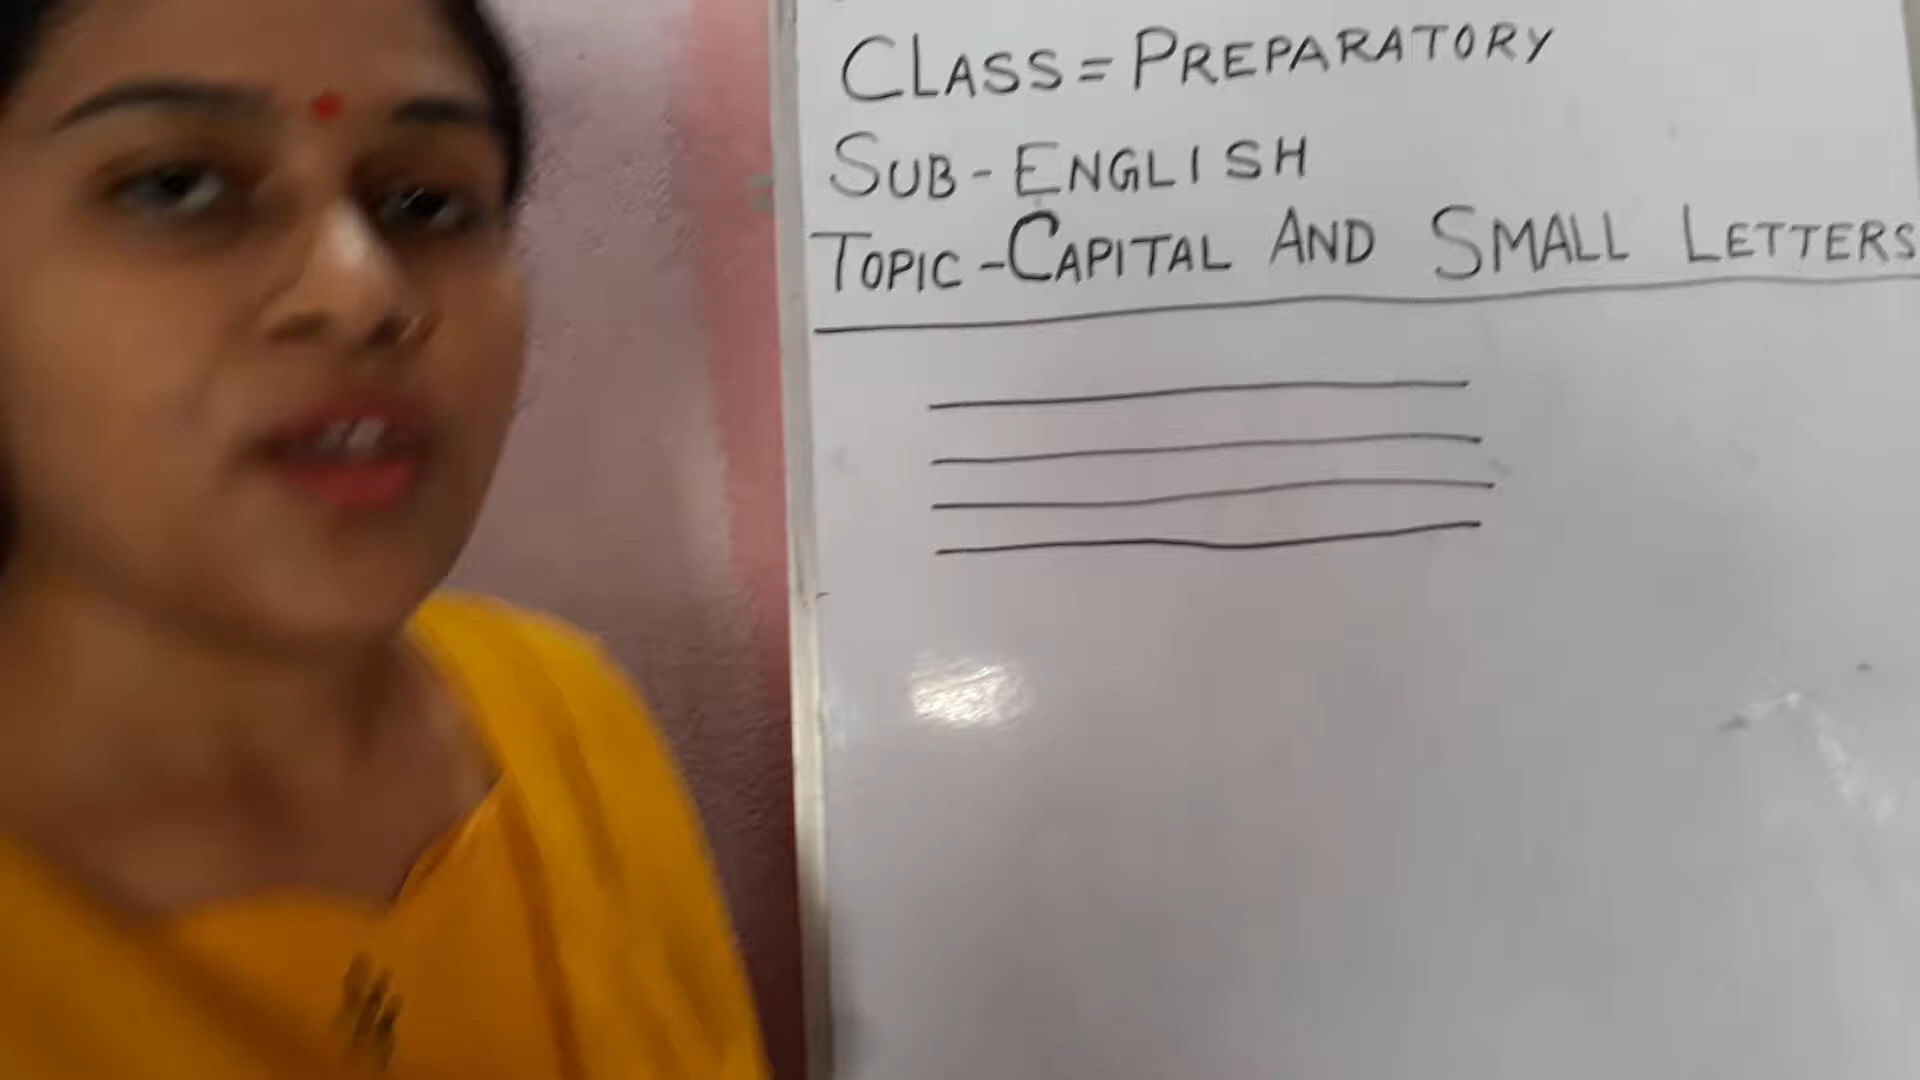 CLASS = PREPARATORY
SUB - ENGLISH
TOPIC - CAPITAL AND SMALL LETTERS